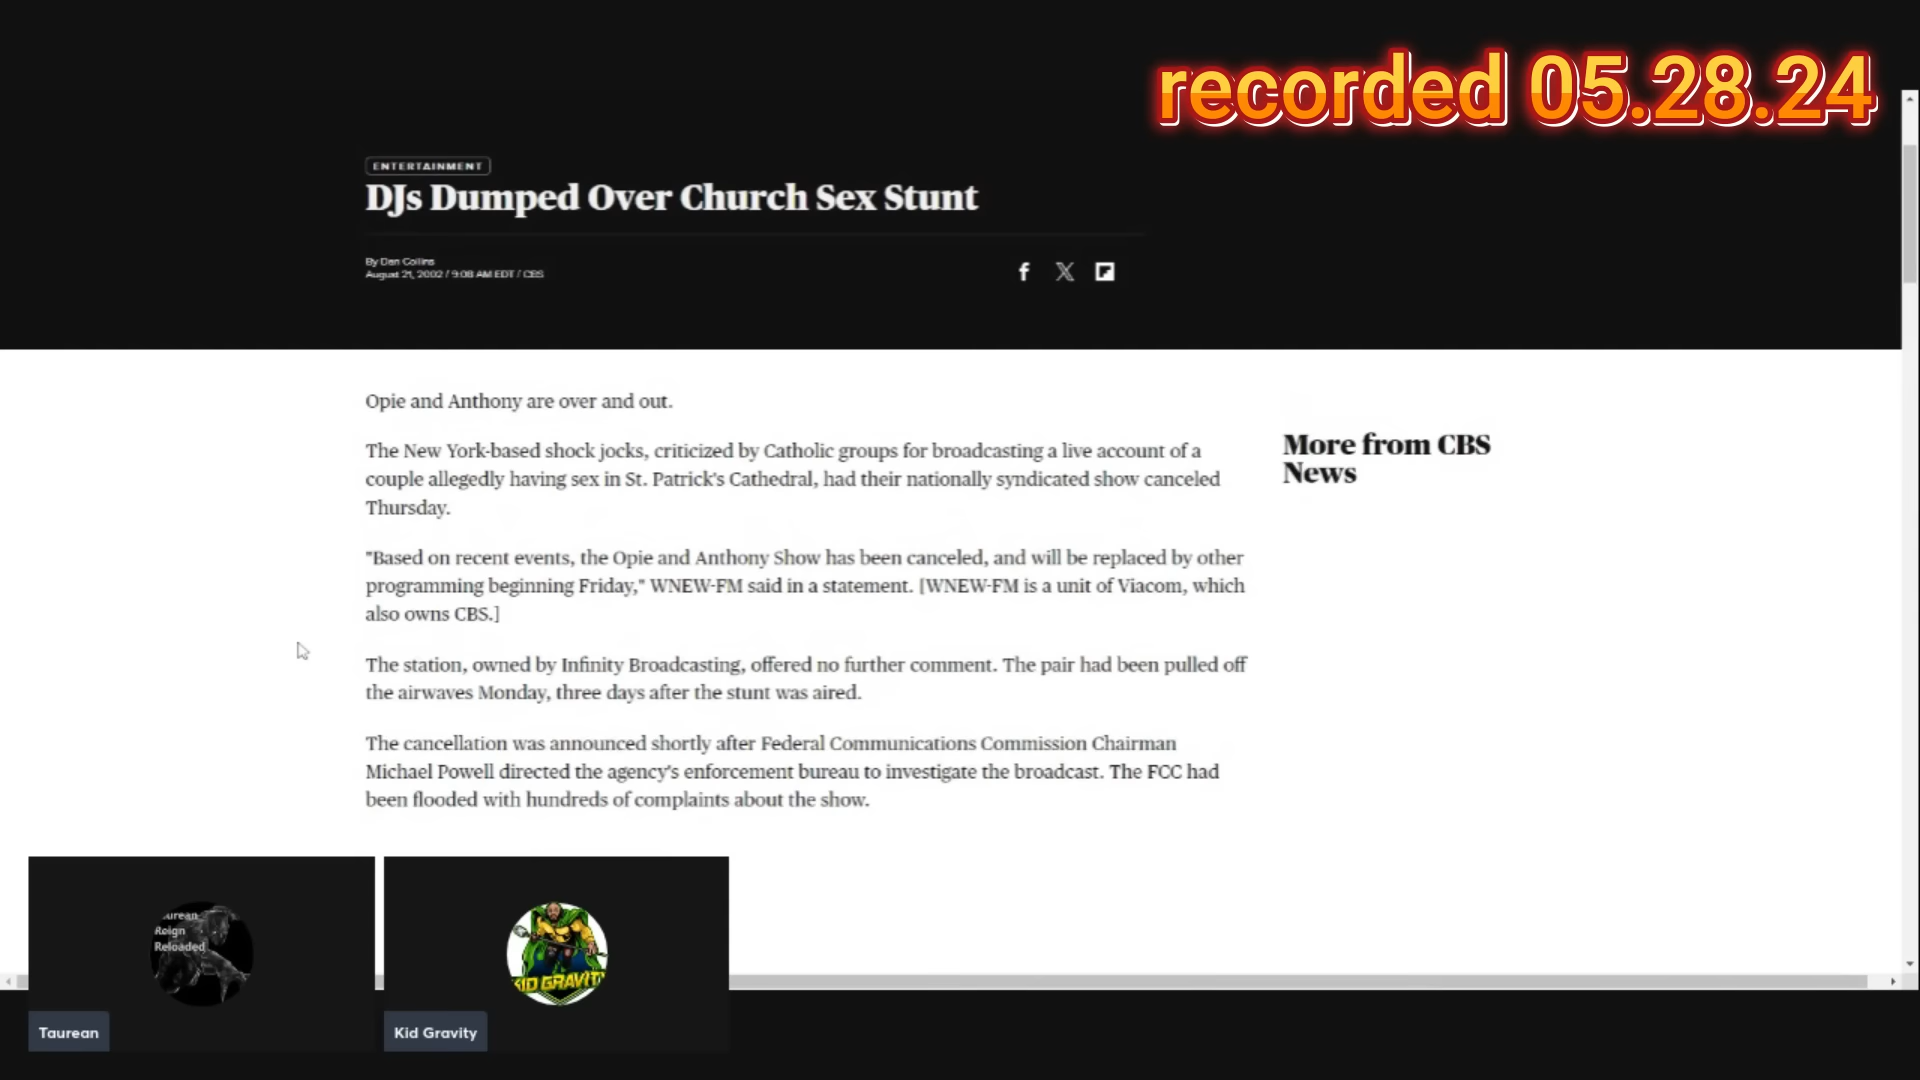 recorded 05.28.24
ENTERTAINMENT
DJs Dumped Over Church Sex Stunt
By Dan Collins
August 21, 2002 / 9:08 AM EDT / CBS
Opie and Anthony are over and out.
The New York-based shock jocks, criticized by Catholic groups for broadcasting a live account of a
couple allegedly having sex in St. Patrick's Cathedral, had their nationally syndicated show canceled
Thursday.
"Based on recent events, the Opie and Anthony Show has been canceled, and will be replaced by other
programming beginning Friday," WNEW-FM said in a statement. [WNEW-FM is a unit of Viacom, which
also owns CBS.]
The station, owned by Infinity Broadcasting, offered no further comment. The pair had been pulled off
the airwaves Monday, three days after the stunt was aired.
The cancellation was announced shortly after Federal Communications Commission Chairman
Michael Powell directed the agency's enforcement bureau to investigate the broadcast. The FCC had
been flooded with hundreds of complaints about the show.
More from CBS
News
Reign
Reloaded
KID GRAVITY
Taurean
Kid Gravity